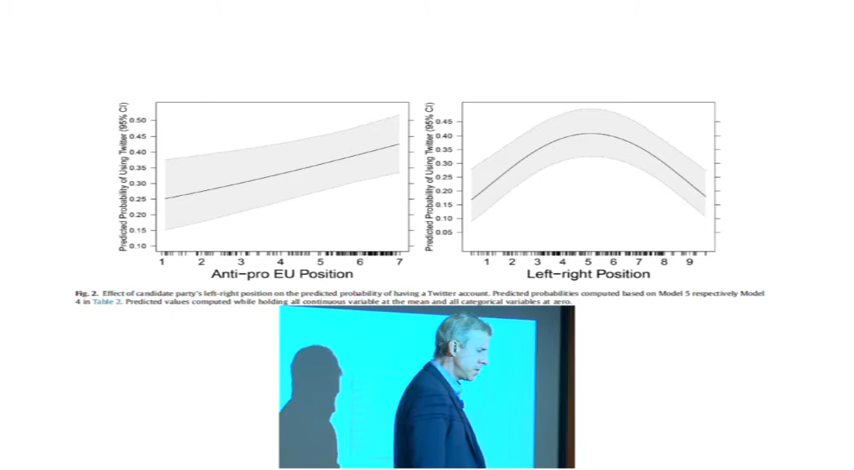 Predicted Probability of Using Twitter (95% CI)
0.50
0.45
0.40
0.35
0.30
0.25
0.20
0.15
0.10
1 2 3 4 5 6 7
Anti-pro EU Position
Predicted Probability of Using Twitter (95% CI)
0.45
0.40
0.35
0.30
0.25
0.20
0.15
0.10
0.05
1 2 3 4 5 6 7 8 9
Left-right Position
Fig. 2. Effect of candidate party's left-right position on the predicted probability of having a Twitter account. Predicted probabilities computed based on Model 5 respectively Model
4 in Table 2. Predicted values computed while holding all continuous variable at the mean and all categorical variables at zero.